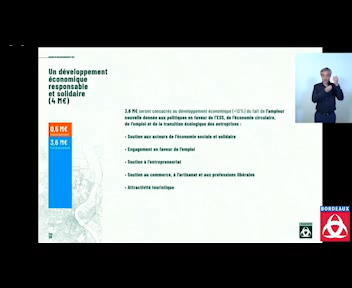 Un développement
économique
responsable
et solidaire
(4 M€)
0,5 M€
3,6 M€
3,6 M€ seront consacrés au développement économique (+10%) du fait de l'ampleur
nouvelle donnée aux politiques en faveur de l'ESS, de l'économie circulaire,
de l'emploi et de la transition écologique des entreprises :
• Soutien aux acteurs de l'économie sociale et solidaire
• Engagement en faveur de l'emploi
• Soutien à l'entrepreneuriat
• Soutien au commerce, à l'artisanat et aux professions libérales
• Attractivité touristique
BORDEAUX